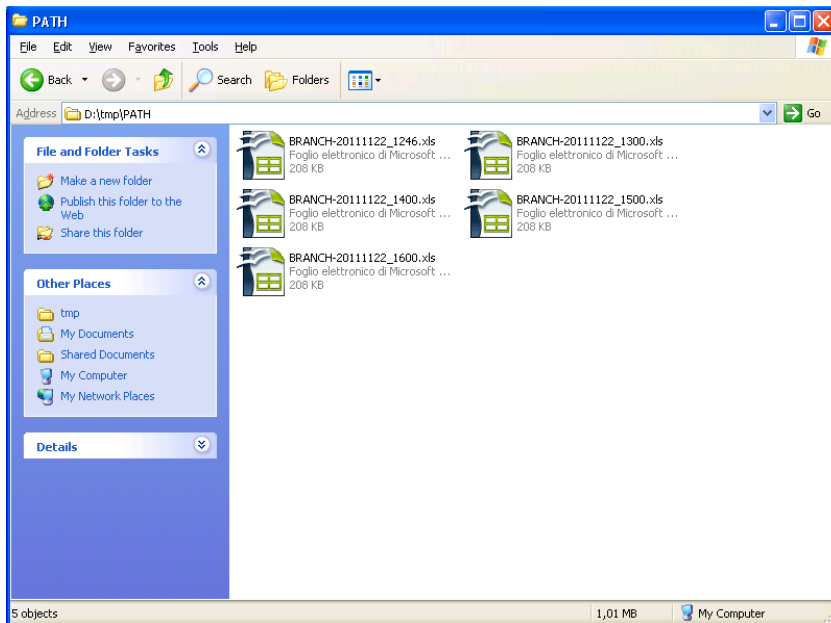 PATH
File Edit View Favorites Tools Help
Back Search Folders
Address D:\tmp\PATH Go
File and Folder Tasks
Make a new folder
Publish this folder to the
Web
Share this folder
Other Places
tmp
My Documents
Shared Documents
My Computer
My Network Places
Details
BRANCH-20111122_1246.xls
Foglio elettronico di Microsoft ...
208 KB
BRANCH-20111122_1300.xls
Foglio elettronico di Microsoft ...
208 KB
BRANCH-20111122_1400.xls
Foglio elettronico di Microsoft ...
208 KB
BRANCH-20111122_1500.xls
Foglio elettronico di Microsoft ...
208 KB
BRANCH-20111122_1600.xls
Foglio elettronico di Microsoft ...
208 KB
5 objects 1,01 MB My Computer